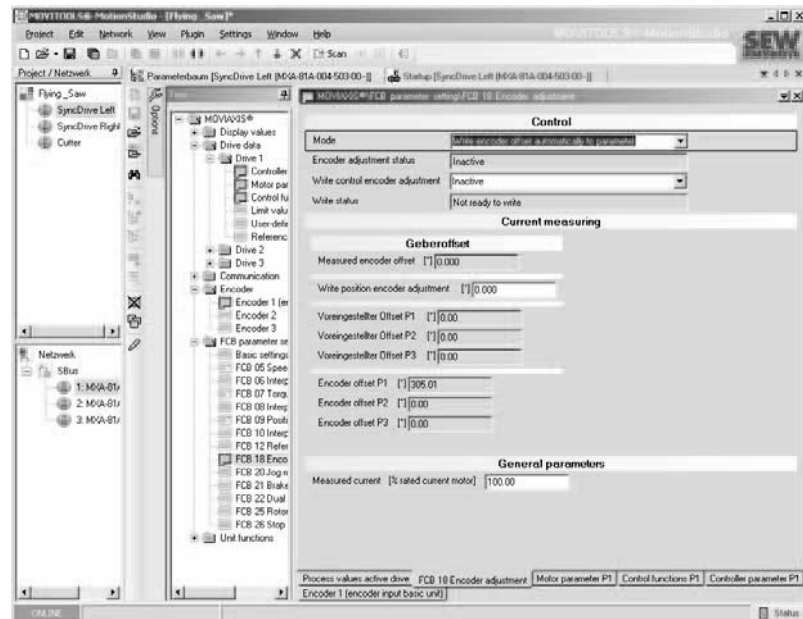 MOVITOOLS® MotionStudio - [Flying_Saw]*
Project Edit Network View Plugin Settings Window Help
MOVITOOLS® MotionStudio
SEW
Scan
Project / Netzwerk
Parameterbaum [SyncDrive Left (MXA-81A-004-503-00-)]
Startup [SyncDrive Left (MXA-81A-004-503-00-)]
Flying_Saw
SyncDrive Left
SyncDrive Right
Cutter
Netzwerk
SBus
1: MXA-81A
2: MXA-81A
3: MXA-81A
Options
Tree
MOVIAXIS®
Display values
Drive data
Drive 1
Controller
Motor par
Control fu
Limit valu
User-defe
Referenc
Drive 2
Drive 3
Communication
Encoder
Encoder 1 (en
Encoder 2
Encoder 3
FCB parameter se
Basic settings
FCB 05 Spee
FCB 06 Interp
FCB 07 Torq.
FCB 08 Interp
FCB 09 Positi
FCB 10 Interp
FCB 12 Refer
FCB 18 Enco
FCB 20 Jog m
FCB 21 Brake
FCB 22 Dual
FCB 25 Rotor
FCB 26 Stop
Unit functions
MOVIAXIS®\FCB parameter setting\FCB 18 Encoder adjustment
Control
Mode Write encoder offset automatically to parameter
Encoder adjustment status Inactive
Write control encoder adjustment Inactive
Write status Not ready to write
Current measuring
Geberoffset
Measured encoder offset [°] 0.000
Write position encoder adjustment [°] 0.000
Voreingestellter Offset P1 [°] 0.00
Voreingestellter Offset P2 [°] 0.00
Voreingestellter Offset P3 [°] 0.00
Encoder offset P1 [°] 305.01
Encoder offset P2 [°] 0.00
Encoder offset P3 [°] 0.00
General parameters
Measured current [% rated current motor] 100.00
Process values active drive FCB 18 Encoder adjustment Motor parameter P1 Control functions P1 Controller parameter P1
Encoder 1 (encoder input basic unit)
ONLINE
Status